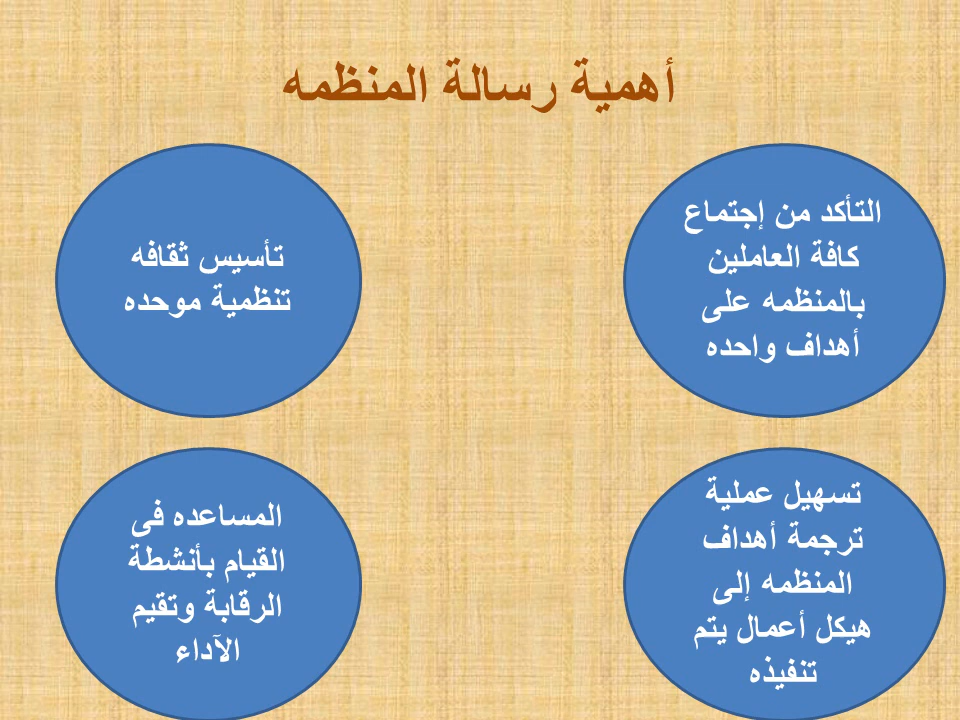 أهمية رسالة المنظمه
التأكد من إجتماع
كافة العاملين
بالمنظمه على
أهداف واحده
تأسيس ثقافه
تنظمية موحده
تسهيل عملية
ترجمة أهداف
المنظمه إلى
هيكل أعمال يتم
تنفيذه
المساعده فى
القيام بأنشطة
الرقابة وتقيم
الآداء